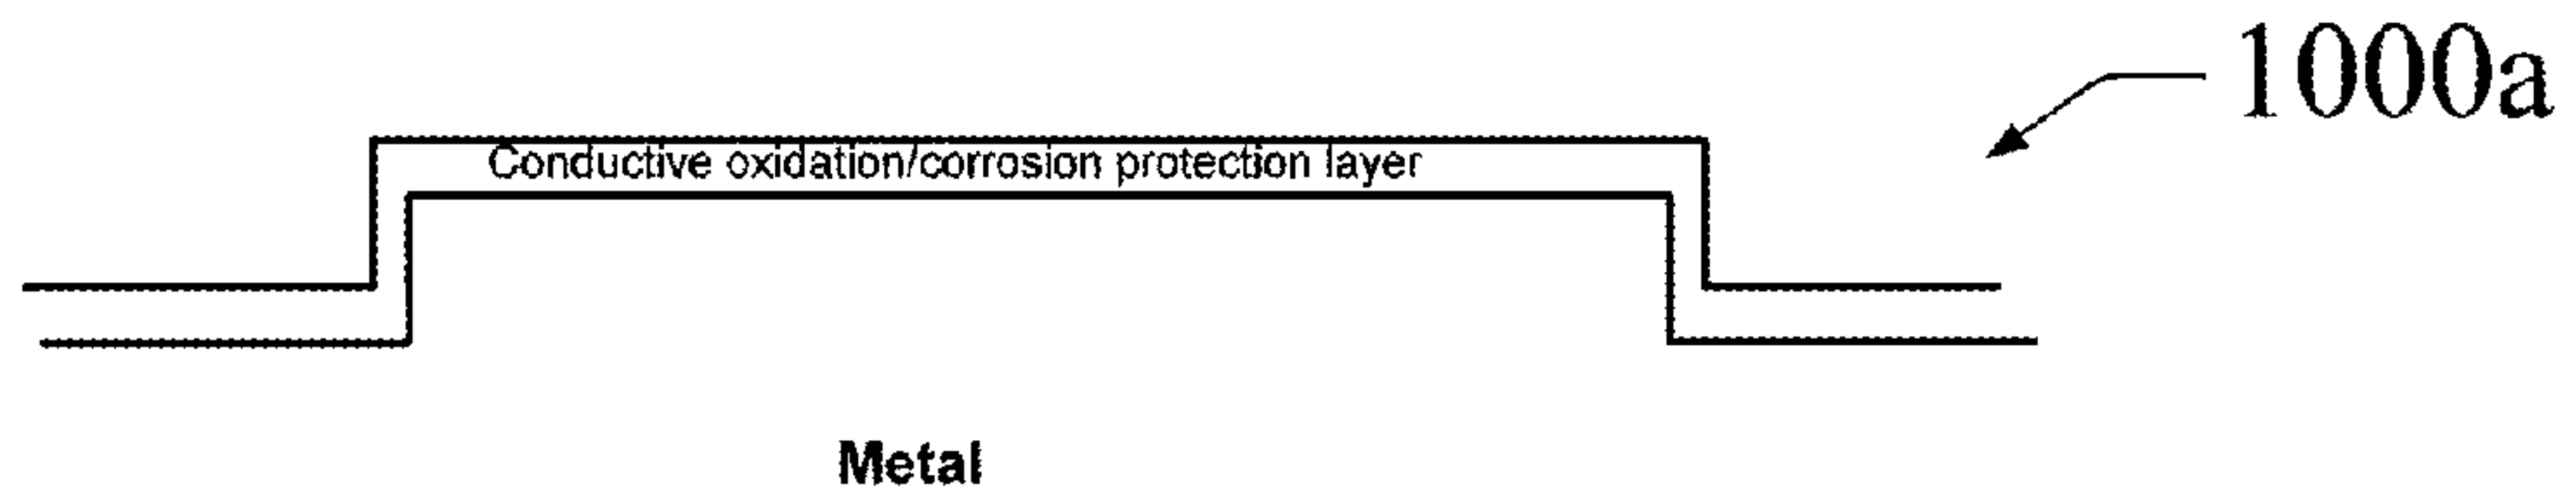 1000a
Conductive oxidation/corrosion protection layer
Metal